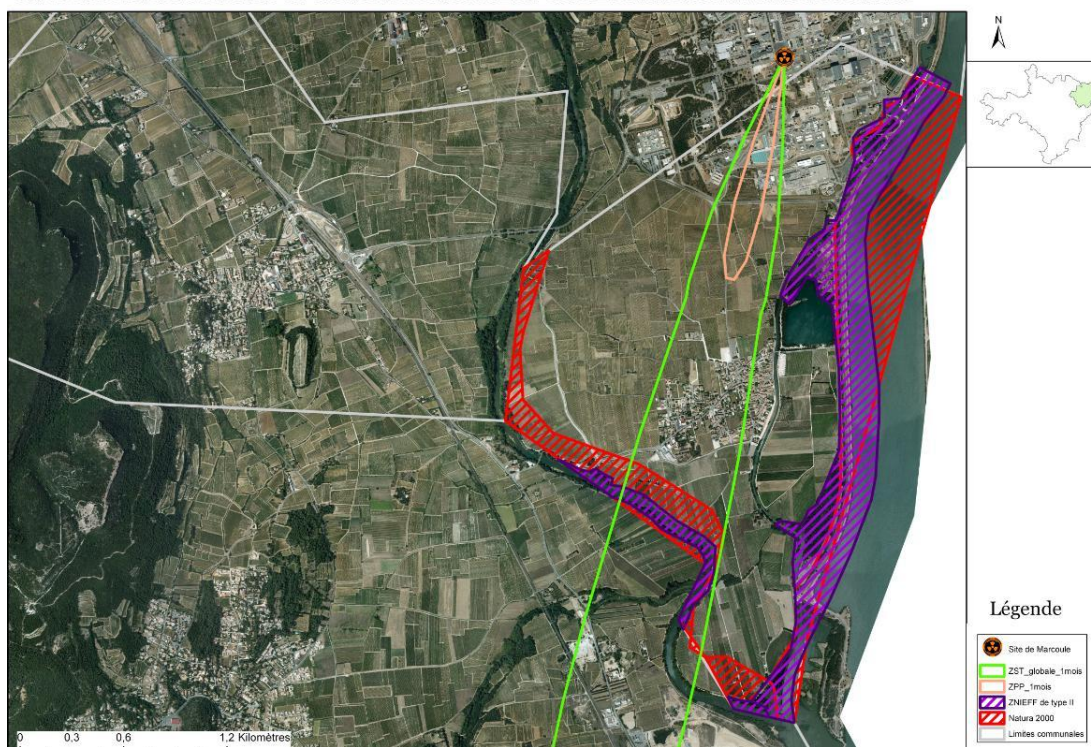 N
Légende
Site de Marcoule
ZST_globale_1mois
ZPP_1mois
ZNIEFF de type II
Natura 2000
Limites communales
0 0,3 0,6 1,2 Kilomètres